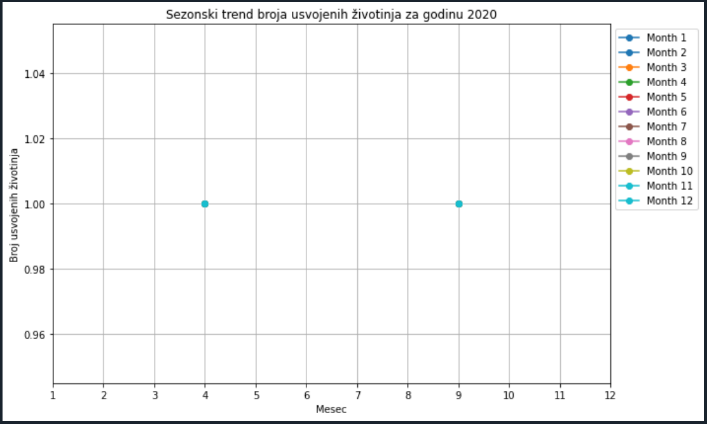 Sezonski trend broja usvojenih životinja za godinu 2020
Broj usvojenih životinja
1.04
1.02
1.00
0.98
0.96
1 2 3 4 5 6 7 8 9 10 11 12
Mesec
Month 1
Month 2
Month 3
Month 4
Month 5
Month 6
Month 7
Month 8
Month 9
Month 10
Month 11
Month 12